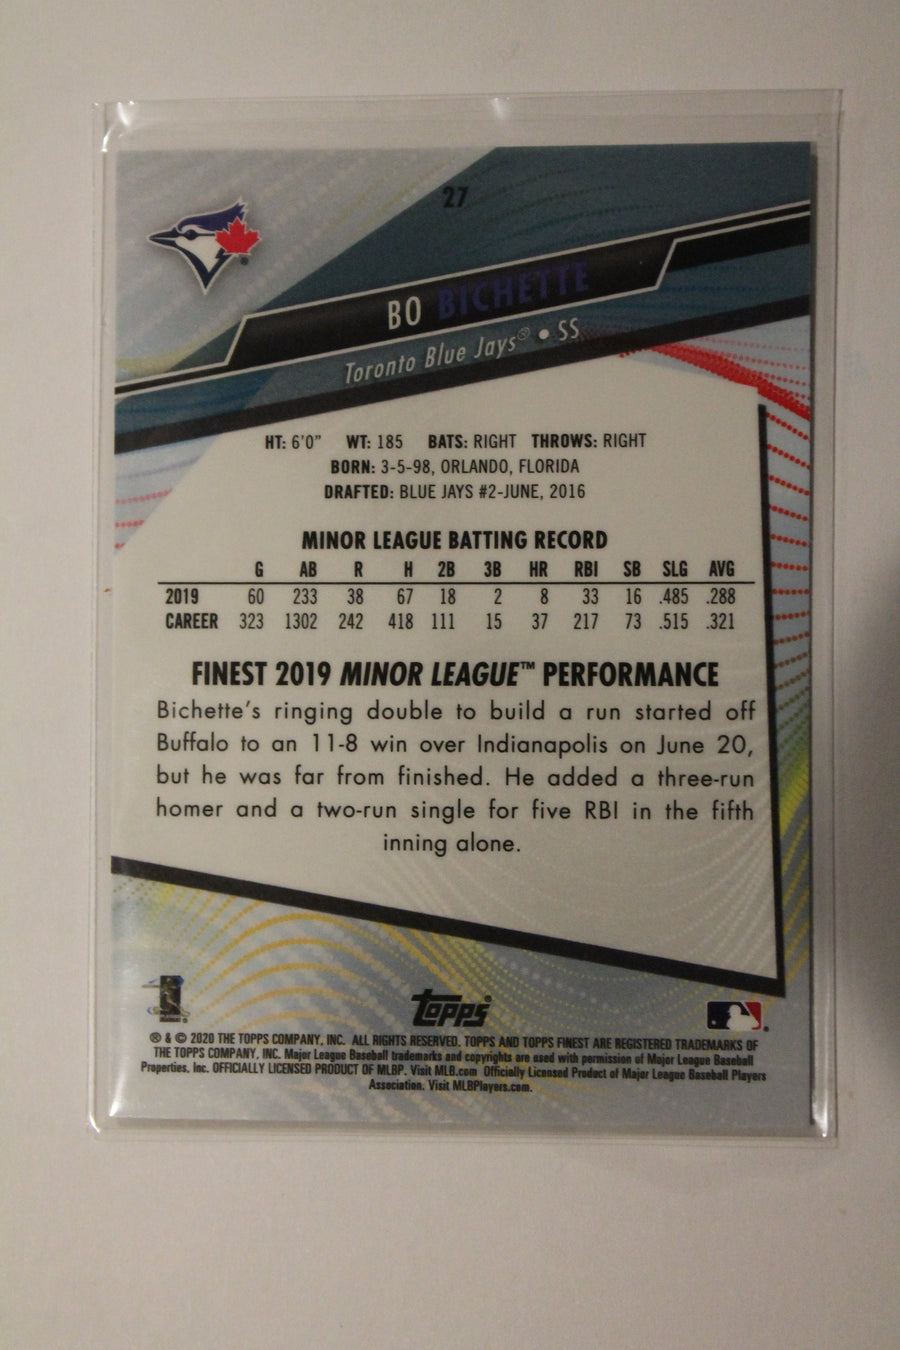 27
BO BICHETTE
Toronto Blue Jays® • SS
HT: 6'0" WT: 185 BATS: RIGHT THROWS: RIGHT
BORN: 3-5-98, ORLANDO, FLORIDA
DRAFTED: BLUE JAYS #2-JUNE, 2016
MINOR LEAGUE BATTING RECORD
G AB R H 2B 3B HR RBI SB SLG AVG
2019 60 233 38 67 18 2 8 33 16 .485 .288
CAREER 323 1302 242 418 111 15 37 217 73 .515 .321
FINEST 2019 MINOR LEAGUE™ PERFORMANCE
Bichette's ringing double to build a run started off
Buffalo to an 11-8 win over Indianapolis on June 20,
but he was far from finished. He added a three-run
homer and a two-run single for five RBI in the fifth
inning alone.
topps®
® & © 2020 THE TOPPS COMPANY, INC. ALL RIGHTS RESERVED. TOPPS AND TOPPS FINEST ARE REGISTERED TRADEMARKS OF
THE TOPPS COMPANY, INC. Major League Baseball trademarks and copyrights are used with permission of Major League Baseball
Properties, Inc. OFFICIALLY LICENSED PRODUCT OF MLBP. Visit MLB.com Officially Licensed Product of Major League Baseball Players
Association. Visit MLBPlayers.com.